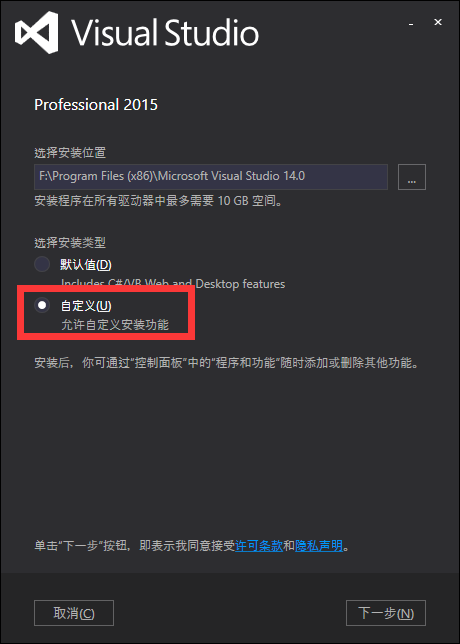 Visual Studio
Professional 2015
选择安装位置
F:\Program Files (x86)\Microsoft Visual Studio 14.0
...
安装程序在所有驱动器中最多需要 10 GB 空间。
选择安装类型
默认值(D)
Includes C#/VB Web and Desktop features
自定义(U)
允许自定义安装功能
安装后，你可通过“控制面板”中的“程序和功能”随时添加或删除其他功能。
单击“下一步”按钮，即表示我同意接受许可条款和隐私声明。
取消(C)
下一步(N)